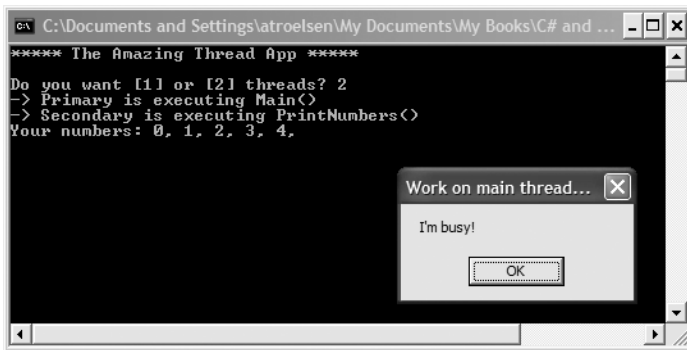 C:\Documents and Settings\atroelsen\My Documents\My Books\C# and ...
***** The Amazing Thread App *****
Do you want [1] or [2] threads? 2
-> Primary is executing Main()
-> Secondary is executing PrintNumbers()
Your numbers: 0, 1, 2, 3, 4,
Work on main thread...
I'm busy!
OK